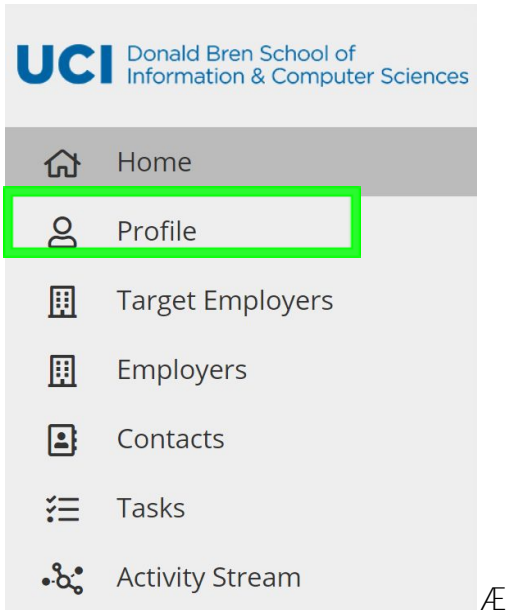 UCI Donald Bren School of
Information & Computer Sciences
Home
Profile
Target Employers
Employers
Contacts
Tasks
Activity Stream
Æ